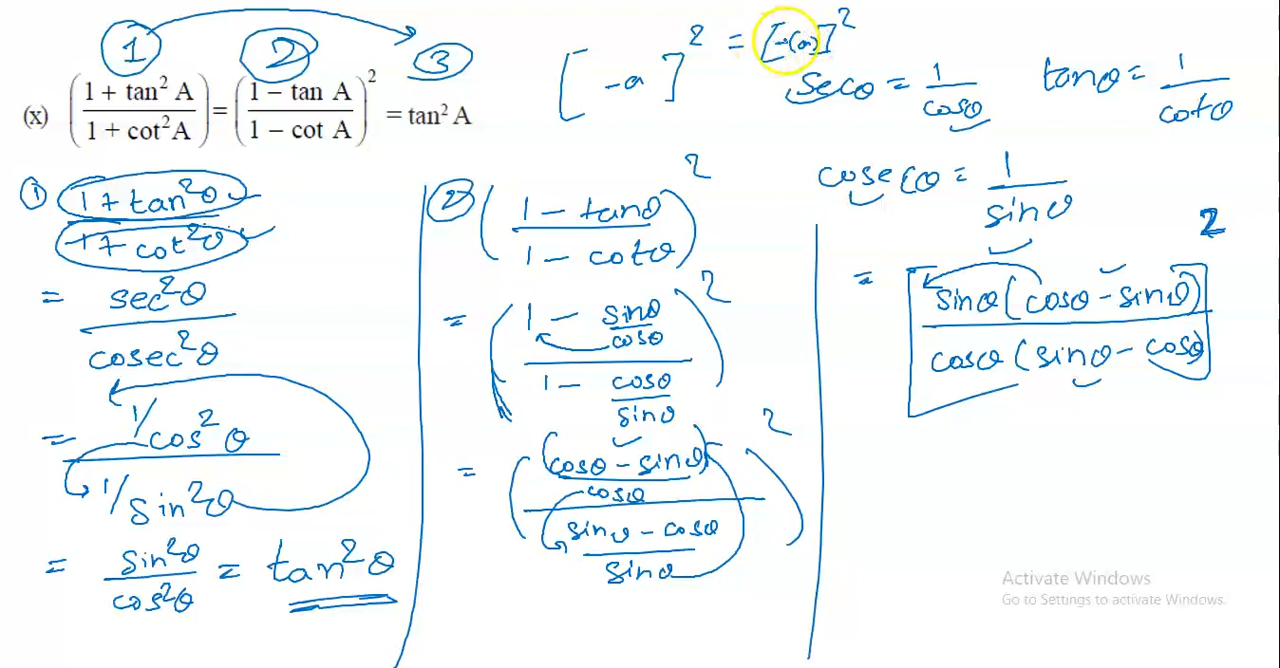 ① ② ③
(x) ((1 + tan² A)/(1 + cot² A)) = ((1 − tan A)/(1 − cot A))² = tan² A
[ -a ]² = [-(a)]²
secθ = 1/cosθ
tanθ = 1/cotθ
cosecθ = 1/sinθ
① (1 + tan²θ)/(1 + cot²θ)
= sec²θ/cosec²θ
= (1/cos²θ)/(1/sin²θ)
= sin²θ/cos²θ = tan²θ
② ((1 − tanθ)/(1 − cotθ))²
= ((1 − sinθ/cosθ)/(1 − cosθ/sinθ))²
= (((cosθ − sinθ)/cosθ)/((sinθ − cosθ)/sinθ))²
= [sinθ(cosθ − sinθ)/cosθ(sinθ − cosθ)]²
Activate Windows
Go to Settings to activate Windows.